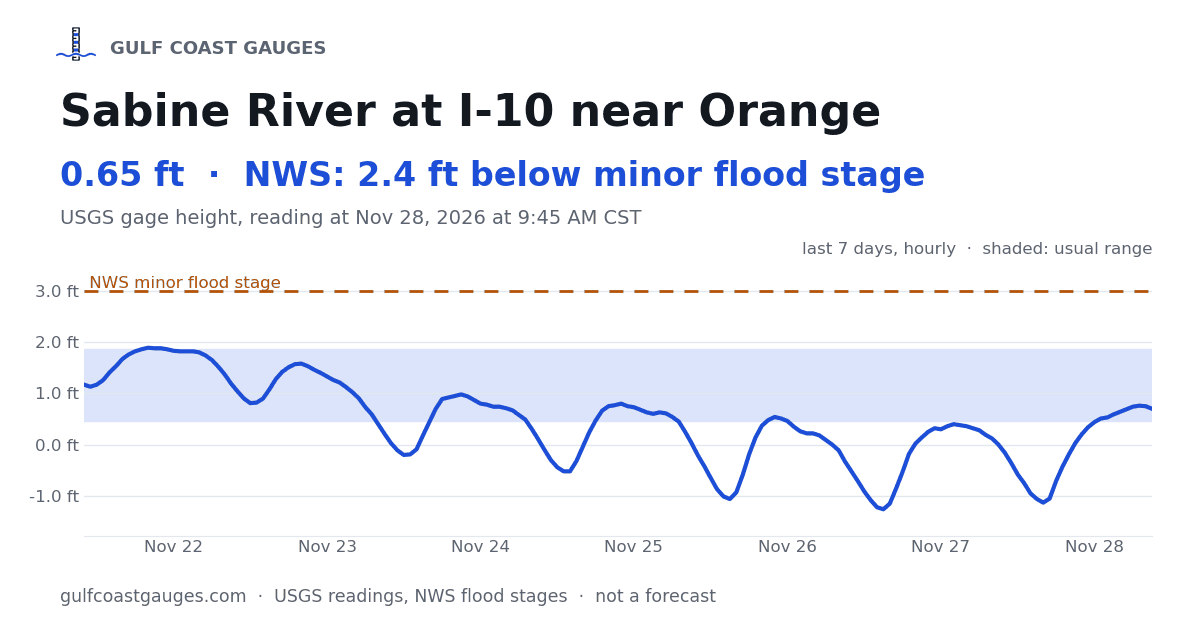 GULF COAST GAUGES
Sabine River at I-10 near Orange
0.65 ft · NWS: 2.4 ft below minor flood stage
USGS gage height, reading at Nov 28, 2026 at 9:45 AM CST
last 7 days, hourly · shaded: usual range
NWS minor flood stage
3.0 ft
2.0 ft
1.0 ft
0.0 ft
-1.0 ft
Nov 22 Nov 23 Nov 24 Nov 25 Nov 26 Nov 27 Nov 28
gulfcoastgauges.com · USGS readings, NWS flood stages · not a forecast